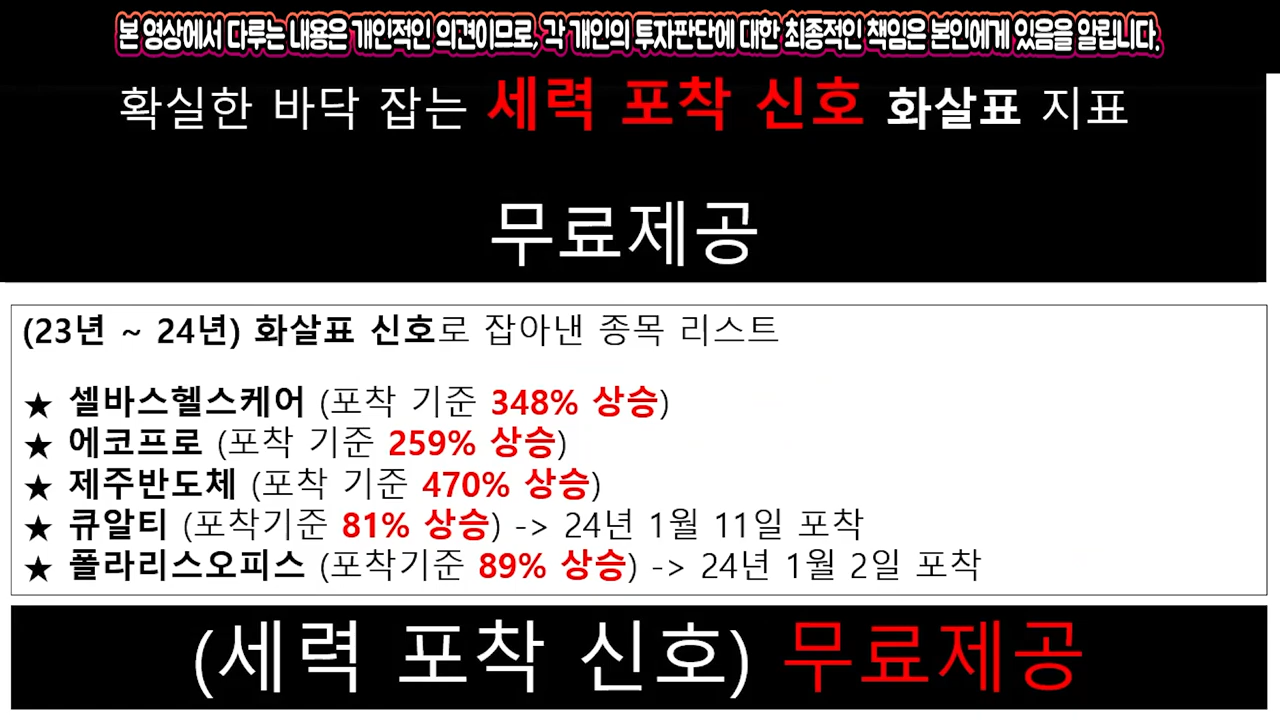 본 영상에서 다루는 내용은 개인적인 의견이므로, 각 개인의 투자판단에 대한 최종적인 책임은 본인에게 있음을 알립니다.
확실한 바닥 잡는 세력 포착 신호 화살표 지표
무료제공
(23년 ~ 24년) 화살표 신호로 잡아낸 종목 리스트
★ 셀바스헬스케어 (포착 기준 348% 상승)
★ 에코프로 (포착 기준 259% 상승)
★ 제주반도체 (포착 기준 470% 상승)
★ 큐알티 (포착기준 81% 상승) -> 24년 1월 11일 포착
★ 폴라리스오피스 (포착기준 89% 상승) -> 24년 1월 2일 포착
(세력 포착 신호) 무료제공